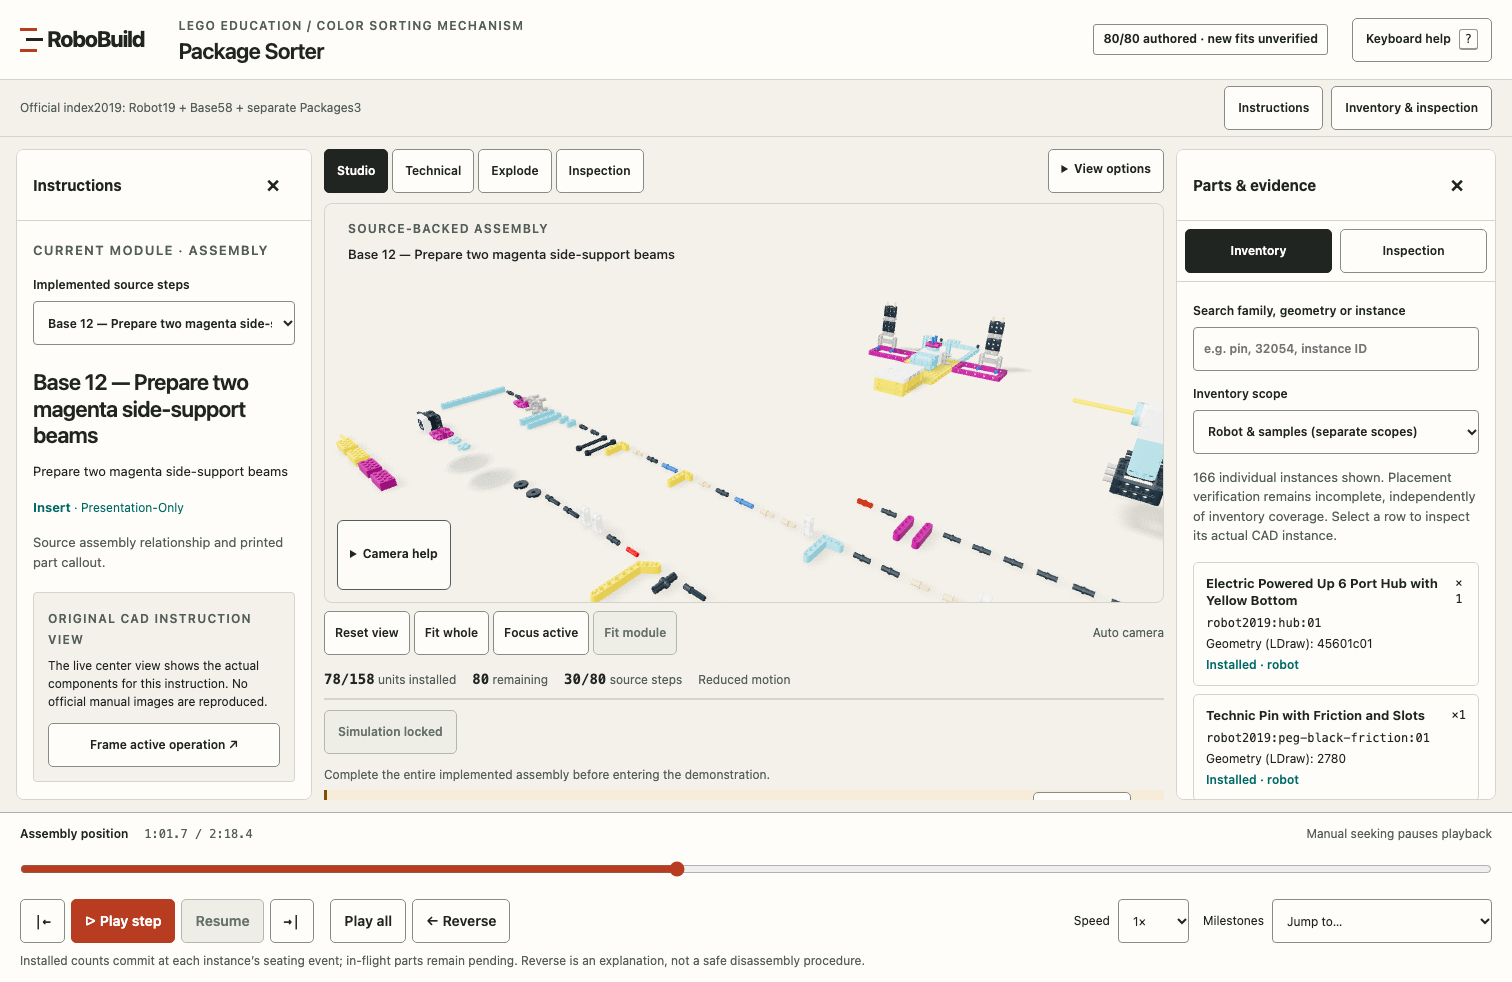 RoboBuild
LEGO EDUCATION / COLOR SORTING MECHANISM
Package Sorter
80/80 authored · new fits unverified
Keyboard help ?
Official index2019: Robot19 + Base58 + separate Packages3
Instructions
Inventory & inspection
Instructions
CURRENT MODULE · ASSEMBLY
Implemented source steps
Base 12 — Prepare two magenta side-
Base 12 — Prepare two
magenta side-support
beams
Prepare two magenta side-support beams
Insert · Presentation-Only
Source assembly relationship and printed
part callout.
ORIGINAL CAD INSTRUCTION
VIEW
The live center view shows the actual
components for this instruction. No
official manual images are reproduced.
Frame active operation ↗
Studio
Technical
Explode
Inspection
View options
SOURCE-BACKED ASSEMBLY
Base 12 — Prepare two magenta side-support beams
Camera help
Reset view
Fit whole
Focus active
Fit module
Auto camera
78/158 units installed
80 remaining
30/80 source steps
Reduced motion
Simulation locked
Complete the entire implemented assembly before entering the demonstration.
Parts & evidence
Inventory
Inspection
Search family, geometry or instance
e.g. pin, 32054, instance ID
Inventory scope
Robot & samples (separate scopes)
166 individual instances shown. Placement
verification remains incomplete, independently
of inventory coverage. Select a row to inspect
its actual CAD instance.
Electric Powered Up 6 Port Hub with
Yellow Bottom
×
1
robot2019:hub:01
Geometry (LDraw): 45601c01
Installed · robot
Technic Pin with Friction and Slots
×1
robot2019:peg-black-friction:01
Geometry (LDraw): 2780
Installed · robot
Assembly position
1:01.7 / 2:18.4
Manual seeking pauses playback
|←
Play step
Resume
→|
Play all
← Reverse
Speed
1×
Milestones
Jump to…
Installed counts commit at each instance's seating event; in-flight parts remain pending. Reverse is an explanation, not a safe disassembly procedure.